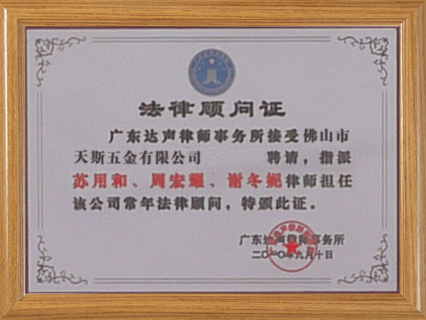 法律顾问证
广东达声律师事务所接受佛山市
天斯五金有限公司 聘请，指派
苏用和、周宏耀、谢冬妮律师担任
该公司常年法律顾问，特颁此证。
广东达声律师事务所
二〇一〇年九月十日